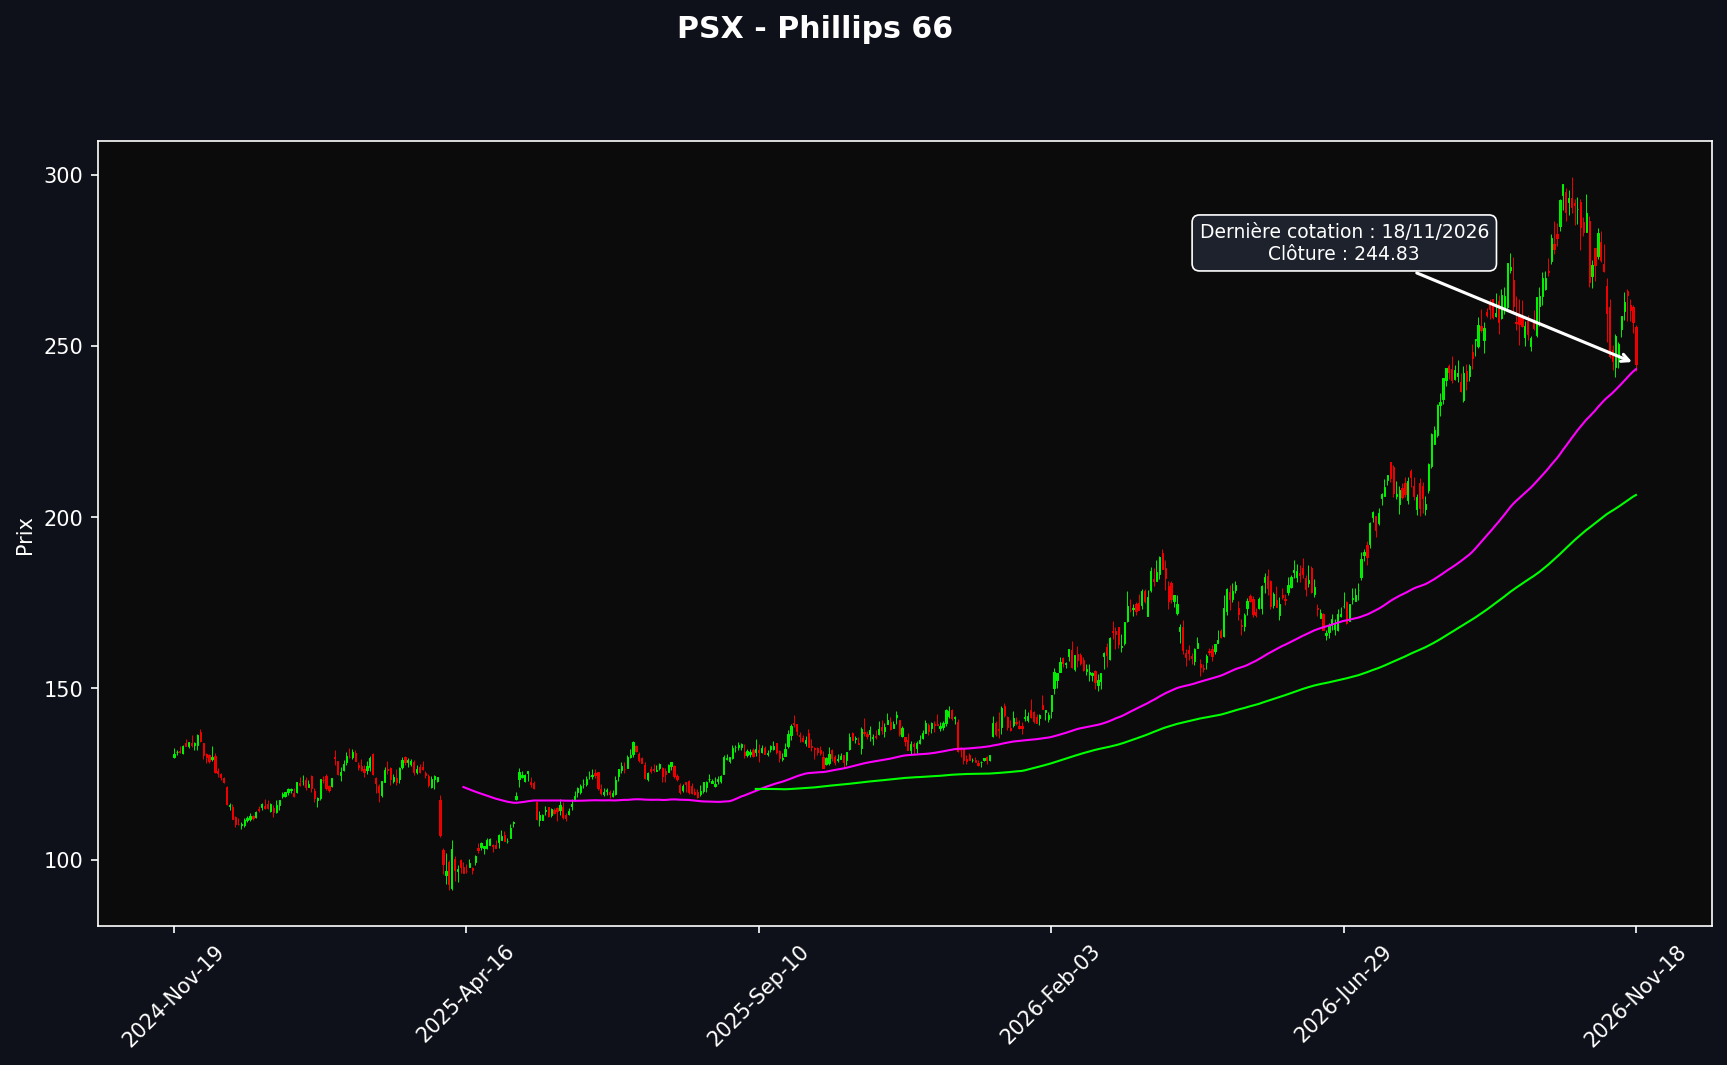 PSX - Phillips 66
300
250
200
150
100
Prix
Dernière cotation : 18/11/2026
Clôture : 244.83
2024-Nov-19
2025-Apr-16
2025-Sep-10
2026-Feb-03
2026-Jun-29
2026-Nov-18